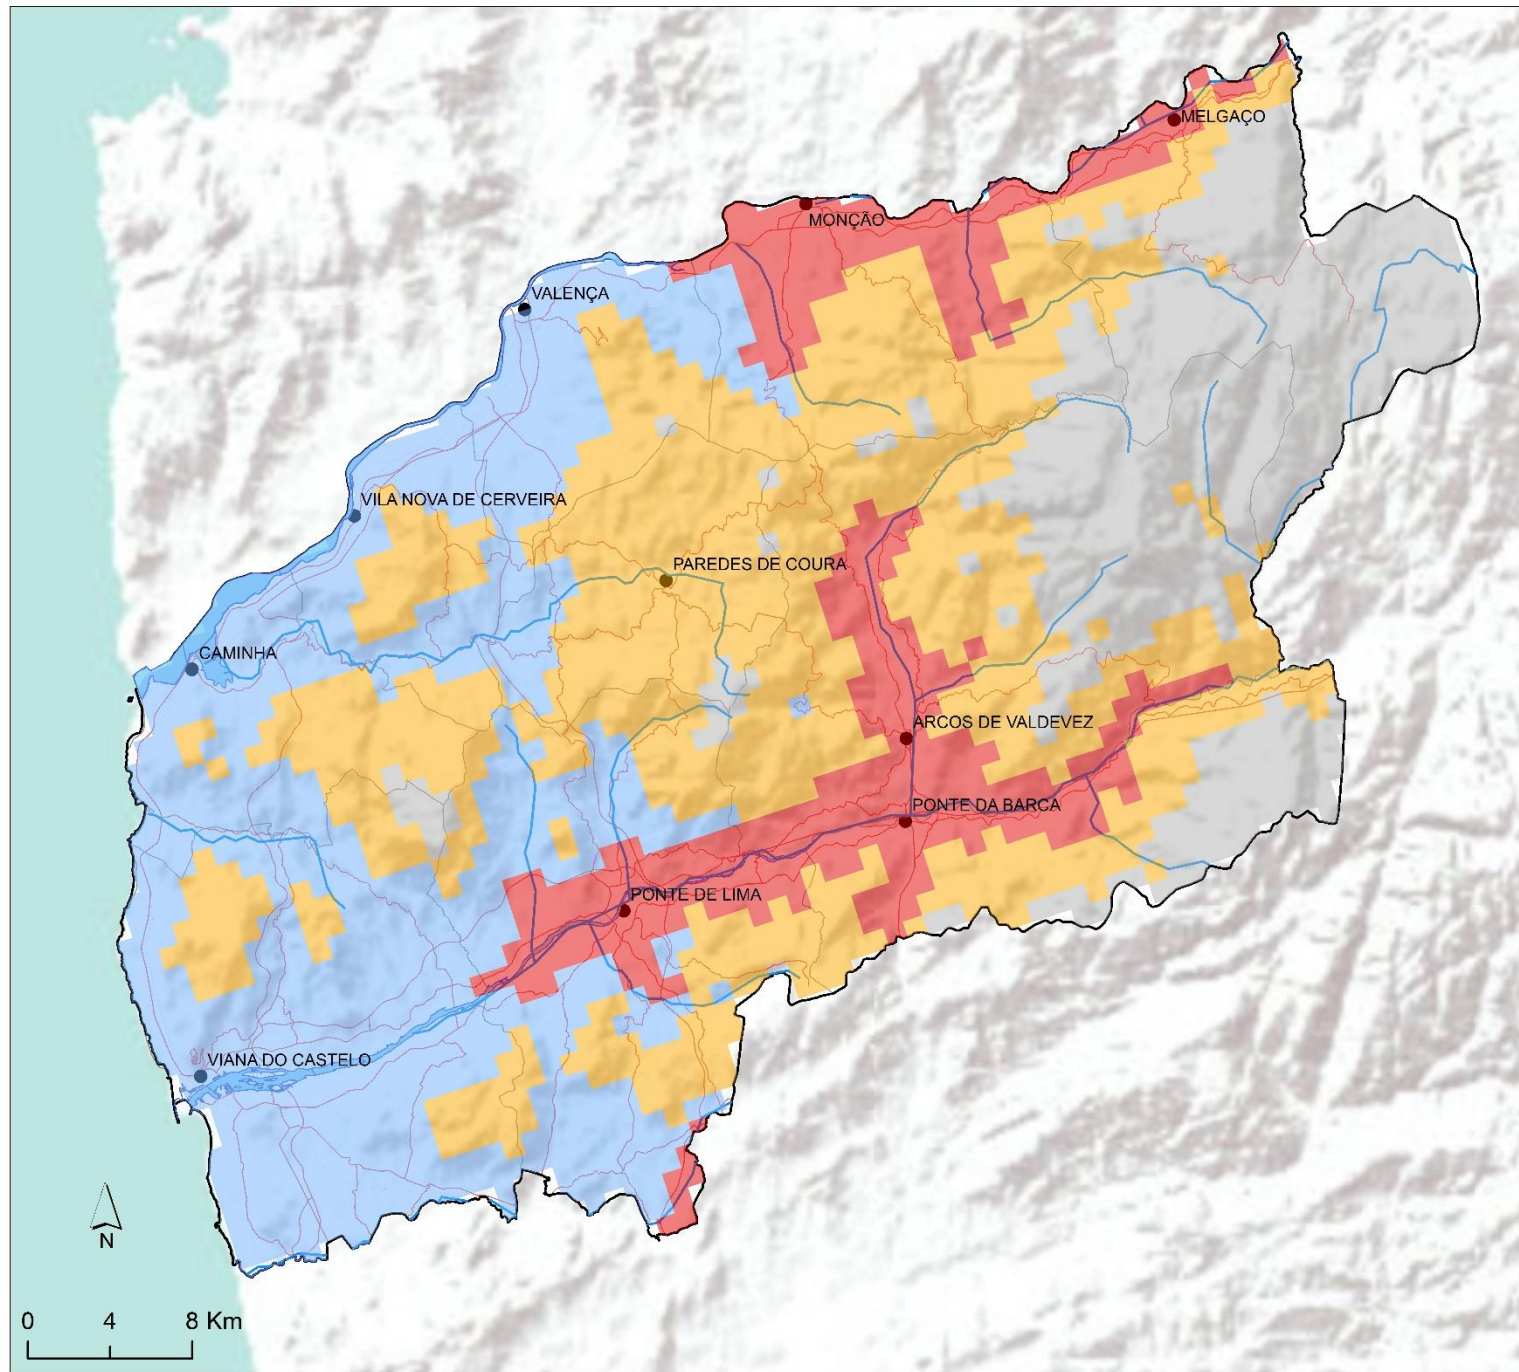 MELGAÇO
MONÇÃO
VALENÇA
VILA NOVA DE CERVEIRA
PAREDES DE COURA
CAMINHA
ARCOS DE VALDEVEZ
PONTE DA BARCA
PONTE DE LIMA
VIANA DO CASTELO
N
0 4 8 Km